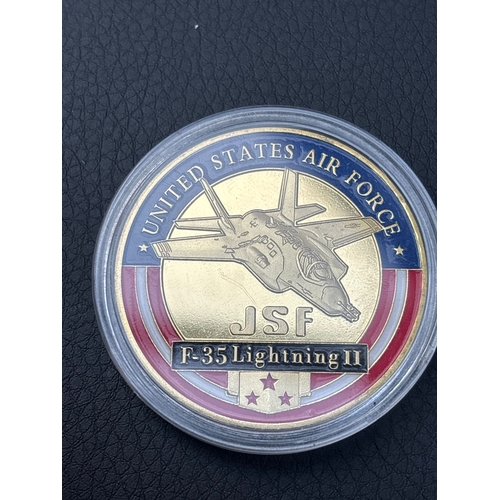 UNITED STATES AIR FORCE
JSF
F-35 Lightning II